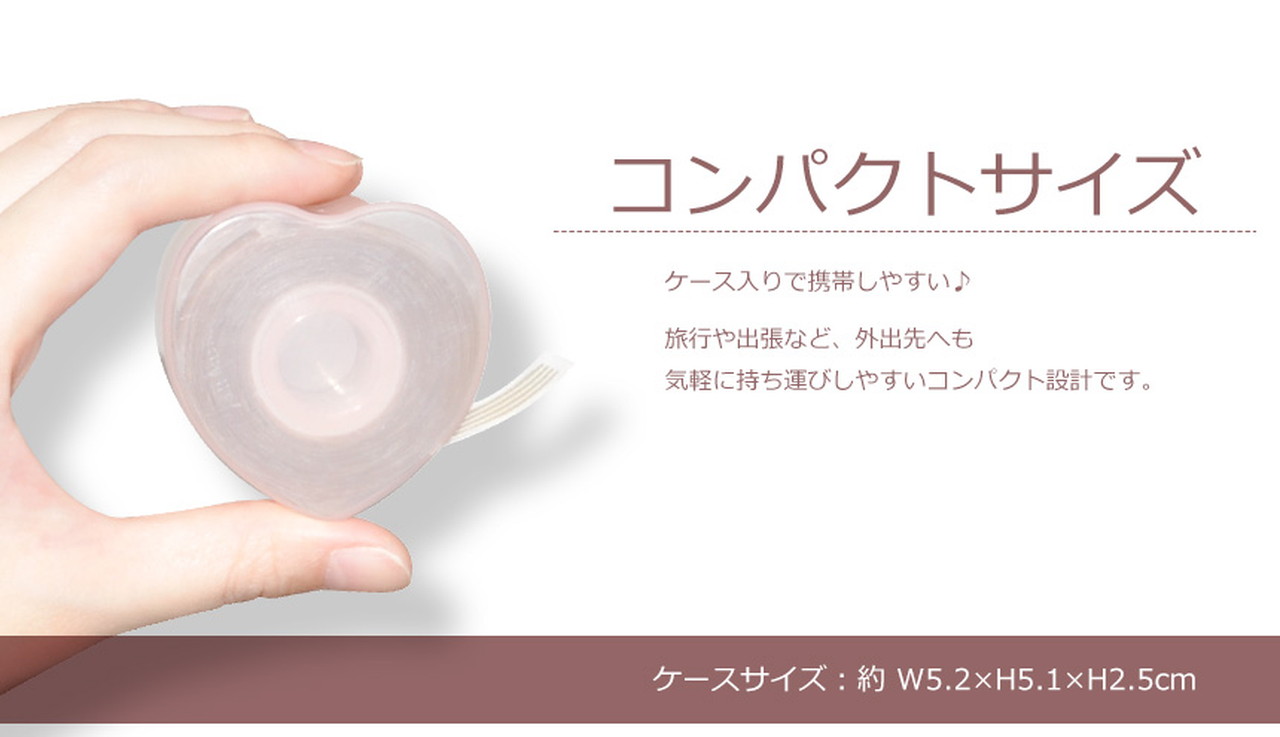 コンパクトサイズ
ケース入りで携帯しやすい♪
旅行や出張など、外出先へも
気軽に持ち運びしやすいコンパクト設計です。
ケースサイズ：約 W5.2×H5.1×H2.5cm